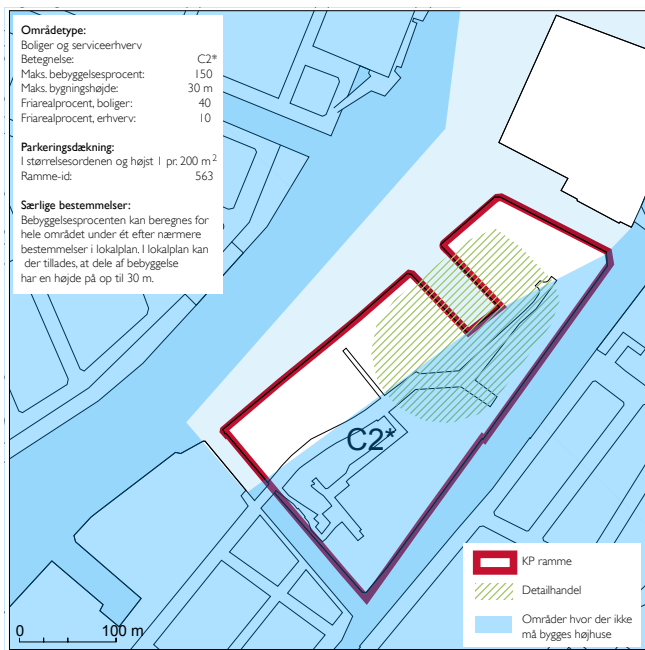 Områdetype:
Boliger og serviceerhverv
Betegnelse: C2*
Maks. bebyggelsesprocent: 150
Maks. bygningshøjde: 30 m
Friarealprocent, boliger: 40
Friarealprocent, erhverv: 10
Parkeringsdækning:
I størrelsesordenen og højst 1 pr. 200 m²
Ramme-id: 563
Særlige bestemmelser:
Bebyggelsesprocenten kan beregnes for
hele området under ét efter nærmere
bestemmelser i lokalplan. I lokalplan kan
der tillades, at dele af bebyggelse
har en højde på op til 30 m.
C2*
KP ramme
Detailhandel
Områder hvor der ikke
må bygges højhuse
0 100 m